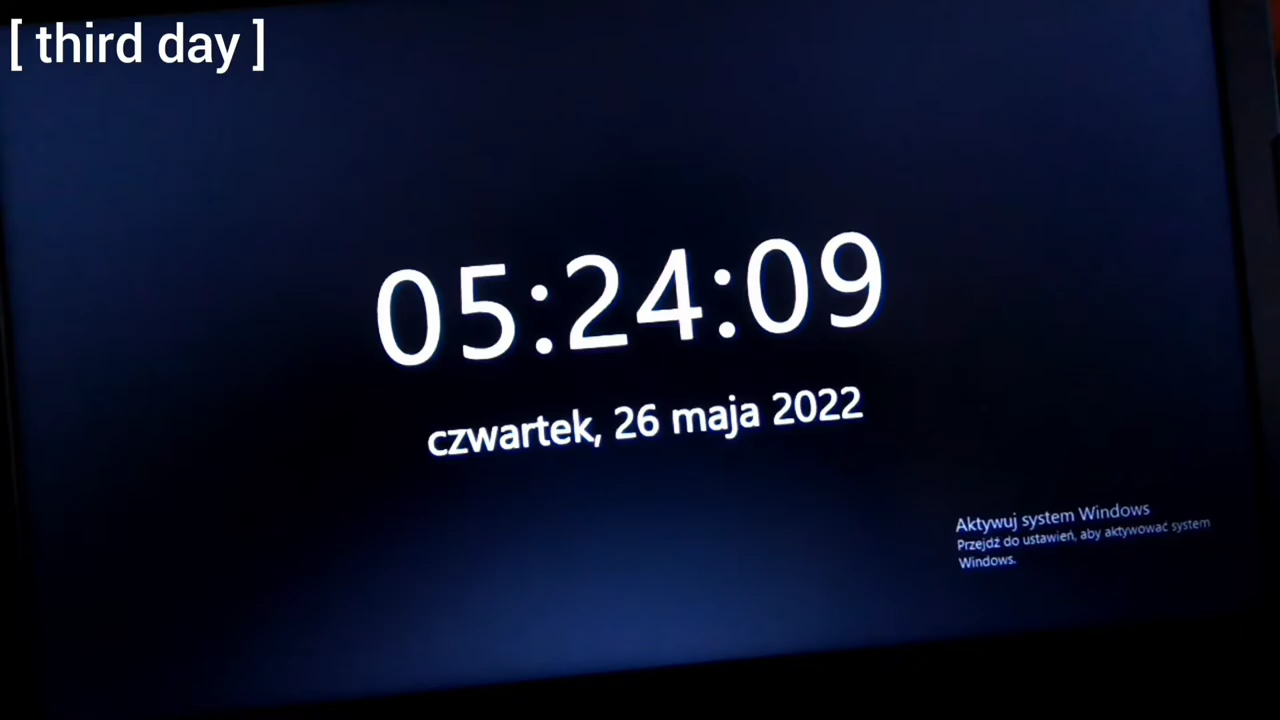 [ third day ]
05:24:09
czwartek, 26 maja 2022
Aktywuj system Windows
Przejdź do ustawień, aby aktywować system
Windows.